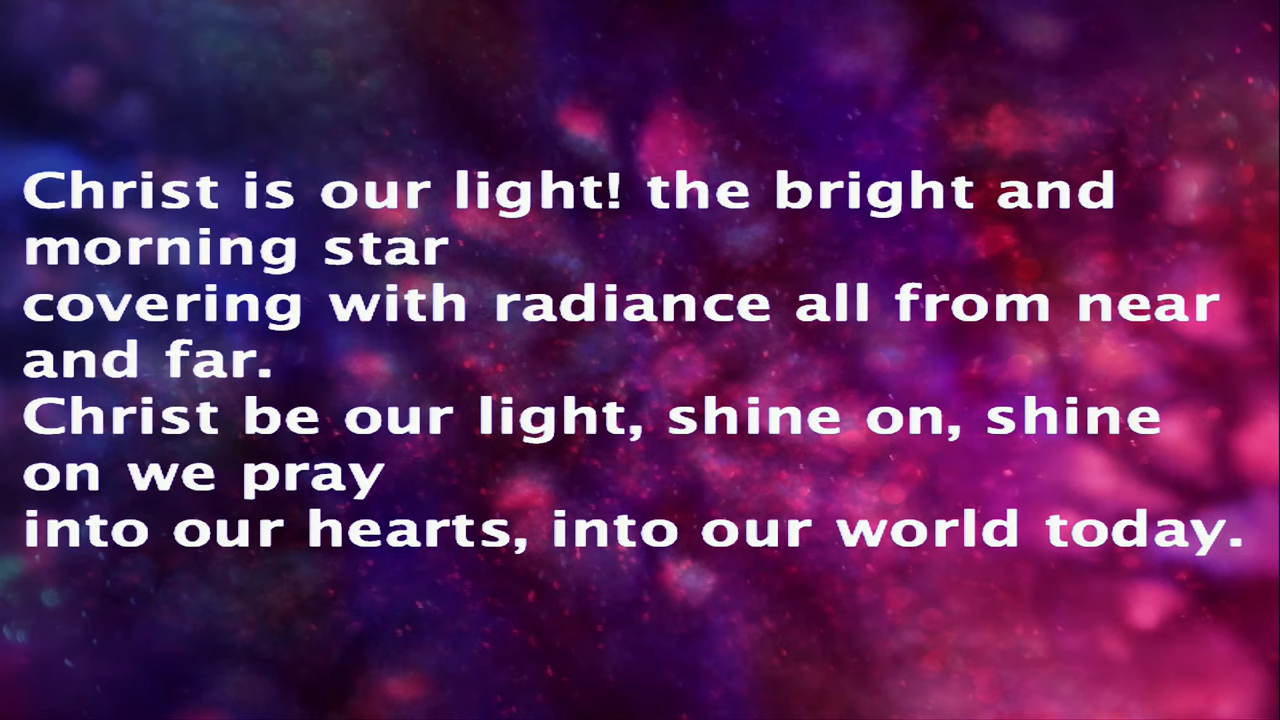 Christ is our light! the bright and
morning star
covering with radiance all from near
and far.
Christ be our light, shine on, shine
on we pray
into our hearts, into our world today.